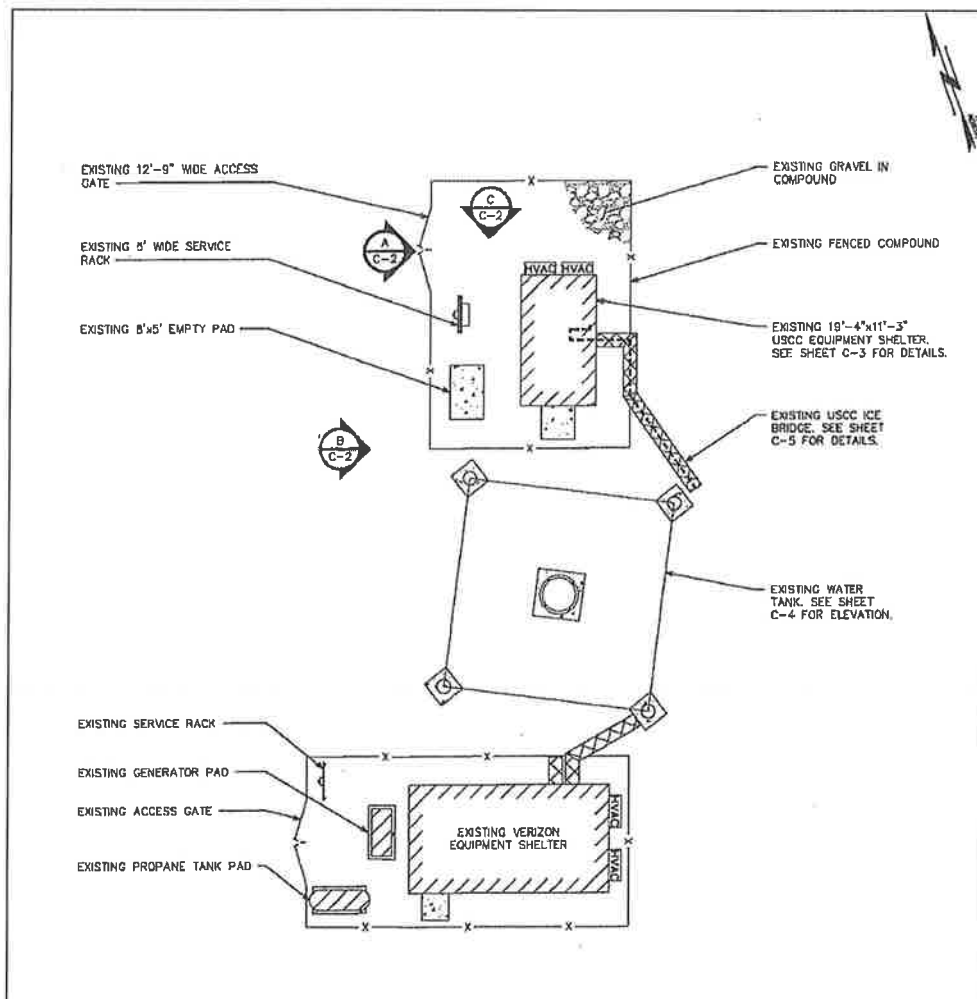 EXISTING 12'-9" WIDE ACCESS
GATE
EXISTING GRAVEL IN
COMPOUND
C
C-2
A
C-2
EXISTING FENCED COMPOUND
WIDE SERVICE
RACK
HVAC HVAC
EXISTING 8'x5' EMPTY PAD
EXISTING 19'-4"x11'-3"
USCC EQUIPMENT SHELTER.
SEE SHEET C-3 FOR DETAILS.
EXISTING USCC ICE
BRIDGE. SEE SHEET
C-5 FOR DETAILS.
B
C-2
EXISTING WATER
TANK. SEE SHEET
C-4 FOR ELEVATION.
EXISTING SERVICE RACK
EXISTING GENERATOR PAD
EXISTING ACCESS GATE
EXISTING PROPANE TANK PAD
EXISTING VERIZON
EQUIPMENT SHELTER
HVAC
HVAC
N